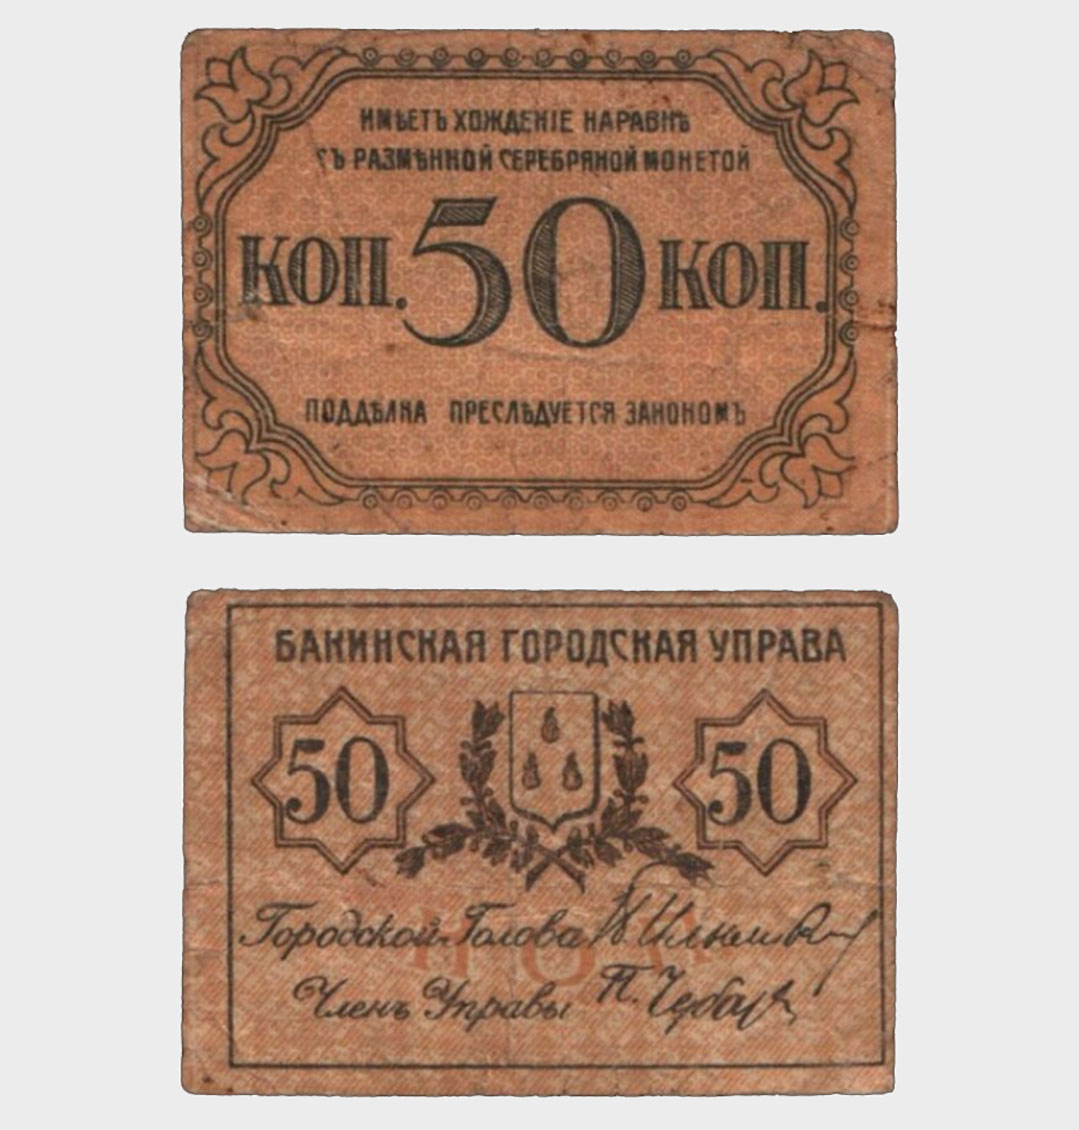 ИМѢЕТЪ ХОЖДЕНІЕ НАРАВНѢ
СЪ РАЗМѢННОЙ СЕРЕБРЯНОЙ МОНЕТОЙ
КОП. 50 КОП.
ПОДДѢЛКА ПРЕСЛѢДУЕТСЯ ЗАКОНОМЪ
БАКИНСКАЯ ГОРОДСКАЯ УПРАВА
50 50
Городской Голова
Членъ Управы